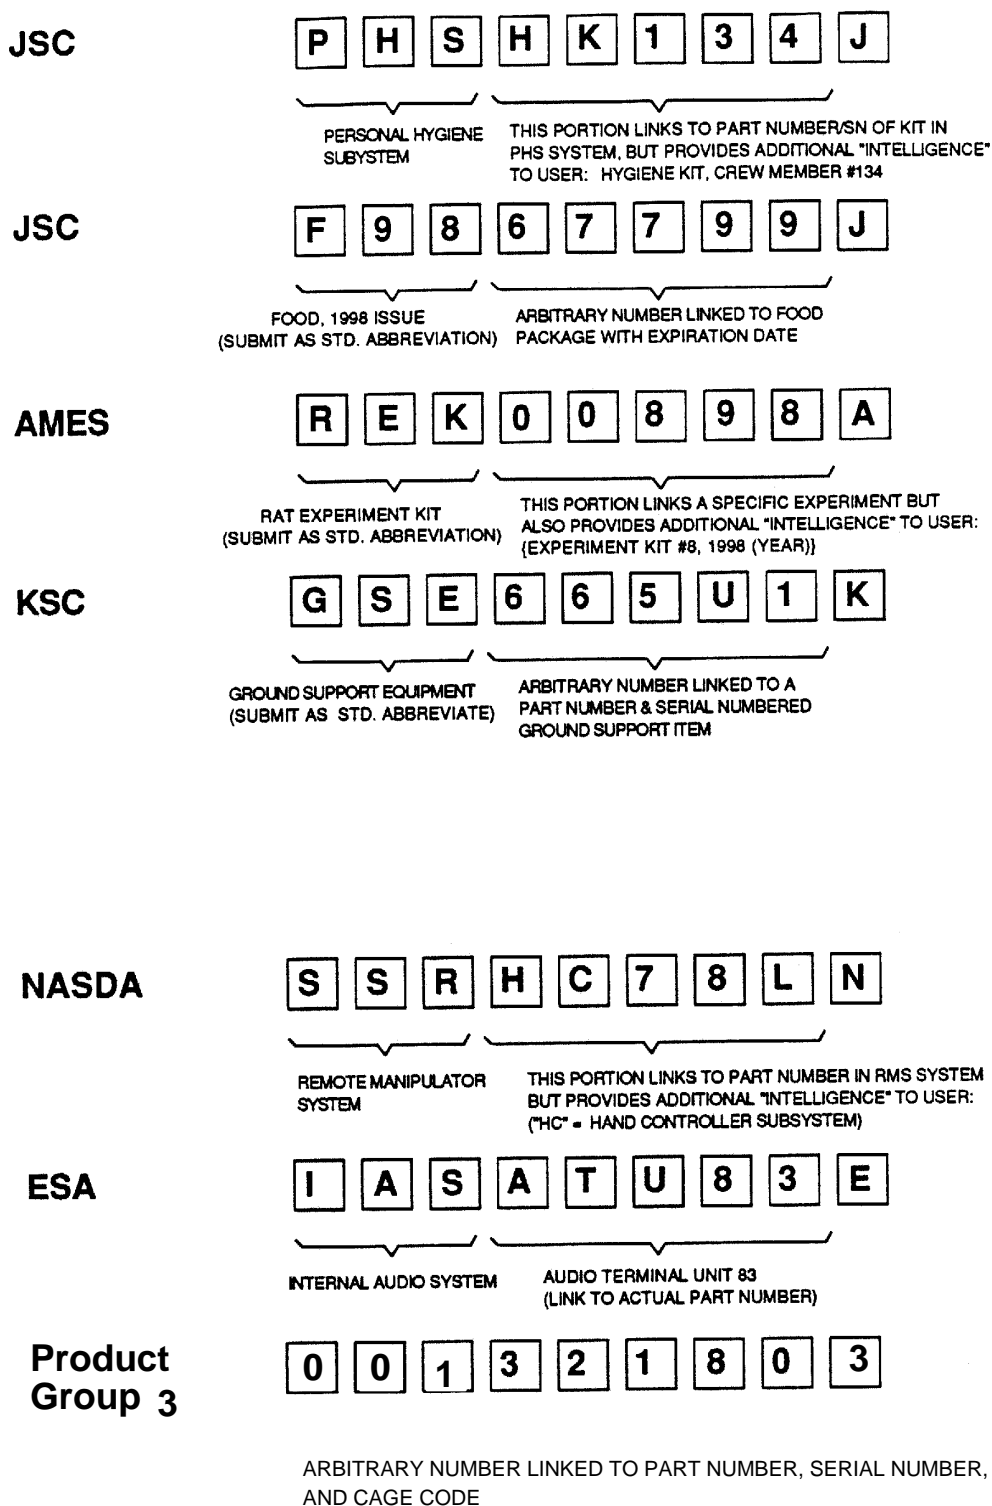 JSC P H S H K 1 3 4 J
PERSONAL HYGIENE
SUBYSTEM
THIS PORTION LINKS TO PART NUMBER/SN OF KIT IN
PHS SYSTEM, BUT PROVIDES ADDITIONAL "INTELLIGENCE"
TO USER: HYGIENE KIT, CREW MEMBER #134
JSC F 9 8 6 7 7 9 9 J
FOOD, 1998 ISSUE
(SUBMIT AS STD. ABBREVIATION)
ARBITRARY NUMBER LINKED TO FOOD
PACKAGE WITH EXPIRATION DATE
AMES R E K 0 0 8 9 8 A
RAT EXPERIMENT KIT
(SUBMIT AS STD. ABBREVIATION)
THIS PORTION LINKS A SPECIFIC EXPERIMENT BUT
ALSO PROVIDES ADDITIONAL "INTELLIGENCE" TO USER:
{EXPERIMENT KIT #8, 1998 (YEAR)}
KSC G S E 6 6 5 U 1 K
GROUND SUPPORT EQUIPMENT
(SUBMIT AS STD. ABBREVIATE)
ARBITRARY NUMBER LINKED TO A
PART NUMBER & SERIAL NUMBERED
GROUND SUPPORT ITEM
NASDA S S R H C 7 8 L N
REMOTE MANIPULATOR
SYSTEM
THIS PORTION LINKS TO PART NUMBER IN RMS SYSTEM
BUT PROVIDES ADDITIONAL "INTELLIGENCE" TO USER:
("HC" = HAND CONTROLLER SUBSYSTEM)
ESA I A S A T U 8 3 E
INTERNAL AUDIO SYSTEM
AUDIO TERMINAL UNIT 83
(LINK TO ACTUAL PART NUMBER)
Product
Group 3
0 0 1 3 2 1 8 0 3
ARBITRARY NUMBER LINKED TO PART NUMBER, SERIAL NUMBER,
AND CAGE CODE